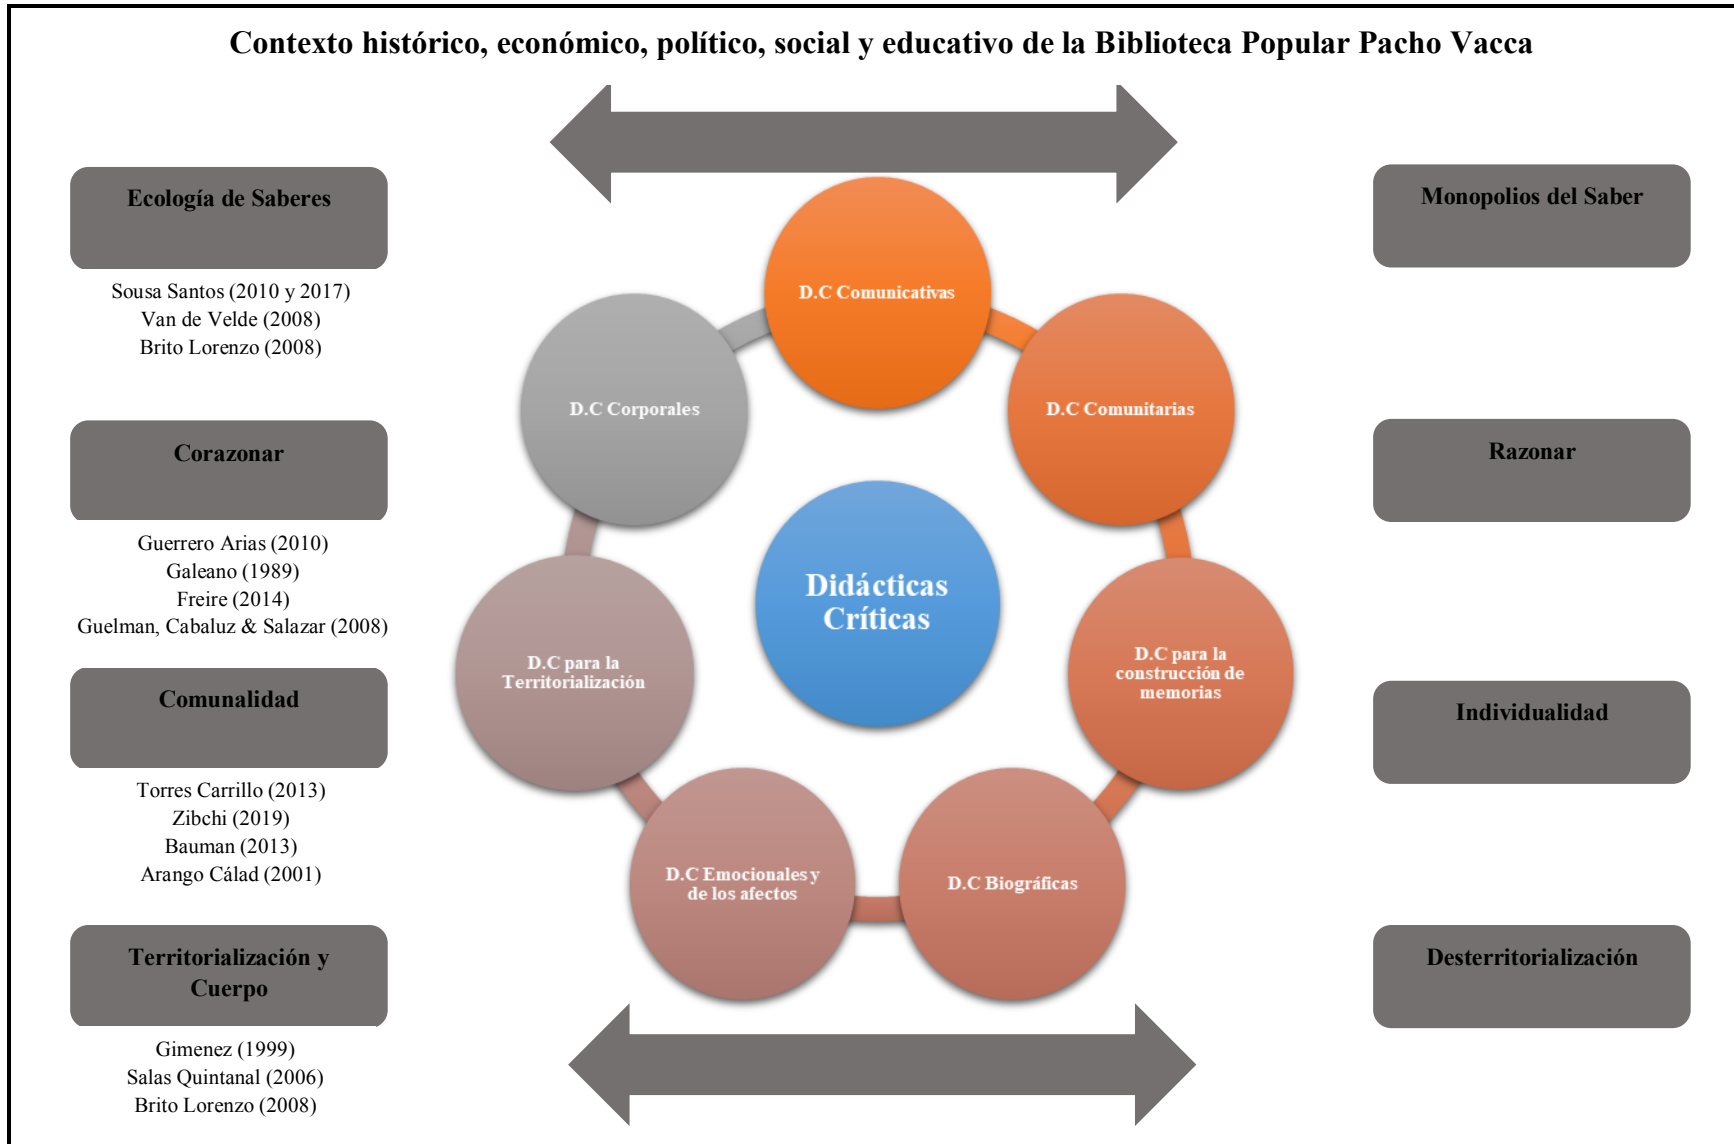 Contexto histórico, económico, político, social y educativo de la Biblioteca Popular Pacho Vacca
Ecología de Saberes
Sousa Santos (2010 y 2017)
Van de Velde (2008)
Brito Lorenzo (2008)
Corazonar
Guerrero Arias (2010)
Galeano (1989)
Freire (2014)
Guelman, Cabaluz & Salazar (2008)
Comunalidad
Torres Carrillo (2013)
Zibchi (2019)
Bauman (2013)
Arango Cálad (2001)
Territorialización y
Cuerpo
Gimenez (1999)
Salas Quintanal (2006)
Brito Lorenzo (2008)
D.C Comunicativas
D.C Comunitarias
D.C para la
construcción de
memorias
D.C Biográficas
D.C Emocionales y
de los afectos
D.C para la
Territorialización
D.C Corporales
Didácticas
Críticas
Monopolios del Saber
Razonar
Individualidad
Desterritorialización